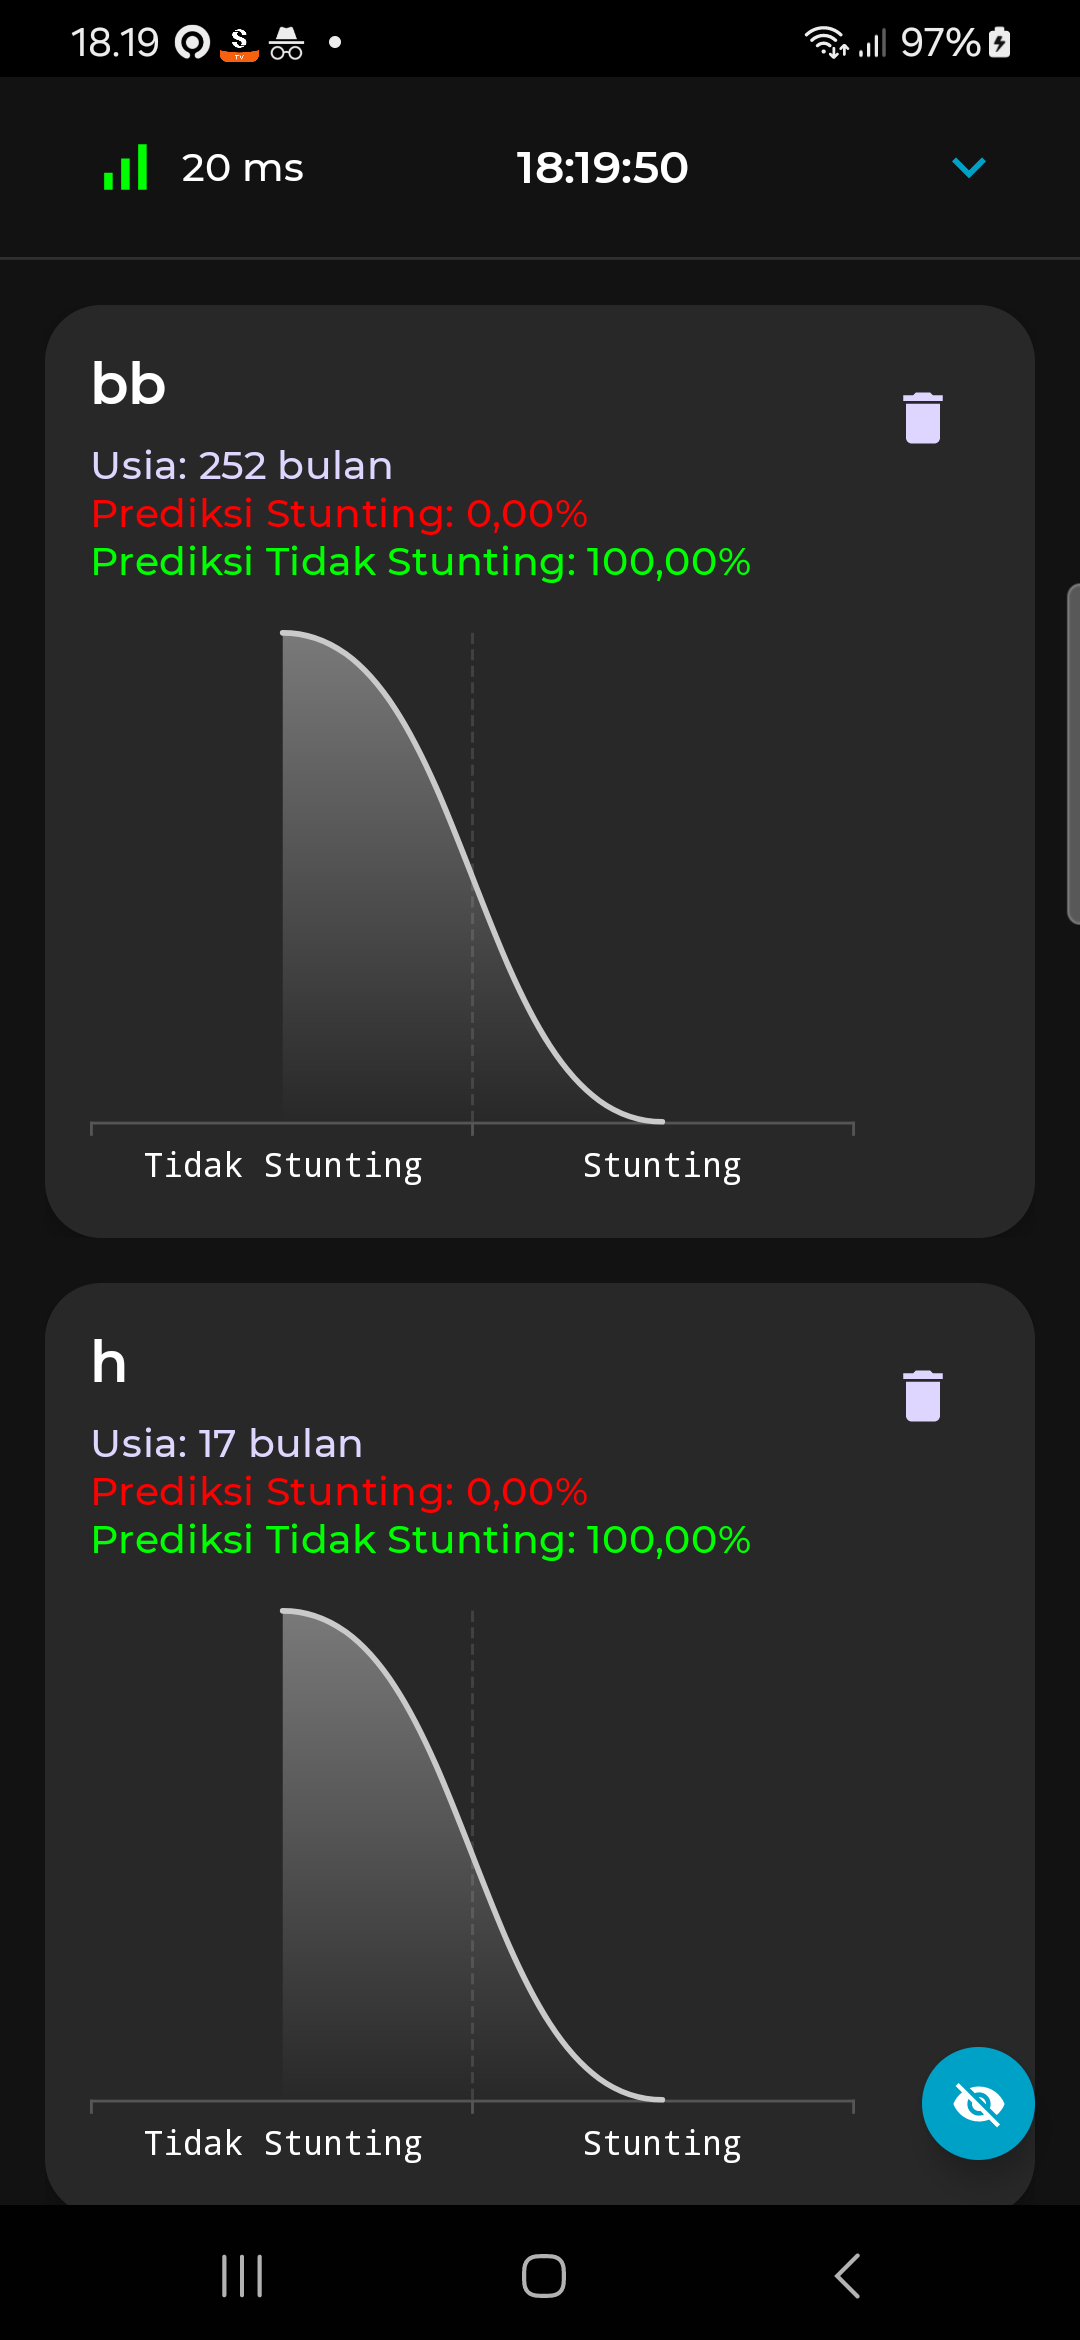 18.19
S
TV
97%
20 ms
18:19:50
bb
Usia: 252 bulan
Prediksi Stunting: 0,00%
Prediksi Tidak Stunting: 100,00%
Tidak Stunting Stunting
h
Usia: 17 bulan
Prediksi Stunting: 0,00%
Prediksi Tidak Stunting: 100,00%
Tidak Stunting Stunting